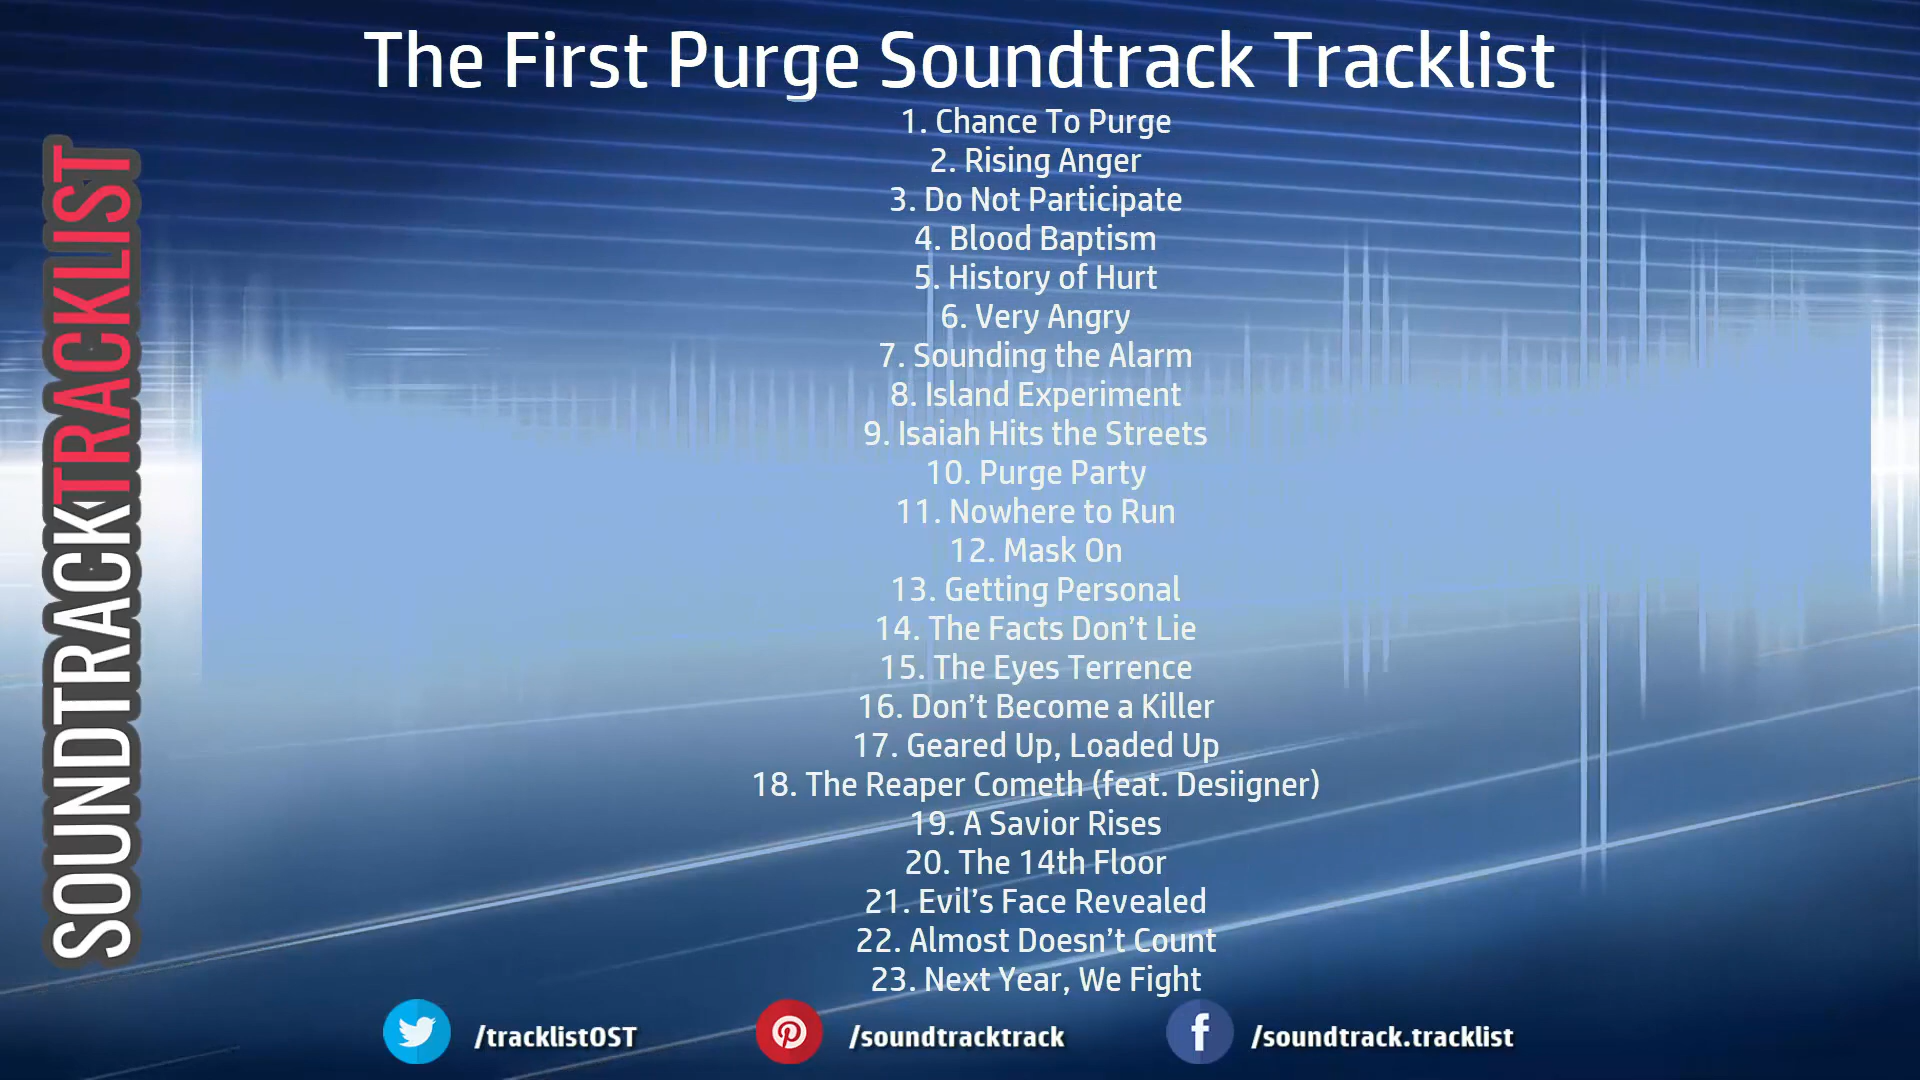 The First Purge Soundtrack Tracklist
1. Chance To Purge
2. Rising Anger
3. Do Not Participate
4. Blood Baptism
5. History of Hurt
6. Very Angry
7. Sounding the Alarm
8. Island Experiment
9. Isaiah Hits the Streets
10. Purge Party
11. Nowhere to Run
12. Mask On
13. Getting Personal
14. The Facts Don’t Lie
15. The Eyes Terrence
16. Don’t Become a Killer
17. Geared Up, Loaded Up
18. The Reaper Cometh (feat. Desiigner)
19. A Savior Rises
20. The 14th Floor
21. Evil’s Face Revealed
22. Almost Doesn’t Count
23. Next Year, We Fight
SOUNDTRACKTRACKLIST
/tracklistOST
/soundtracktrack
/soundtrack.tracklist